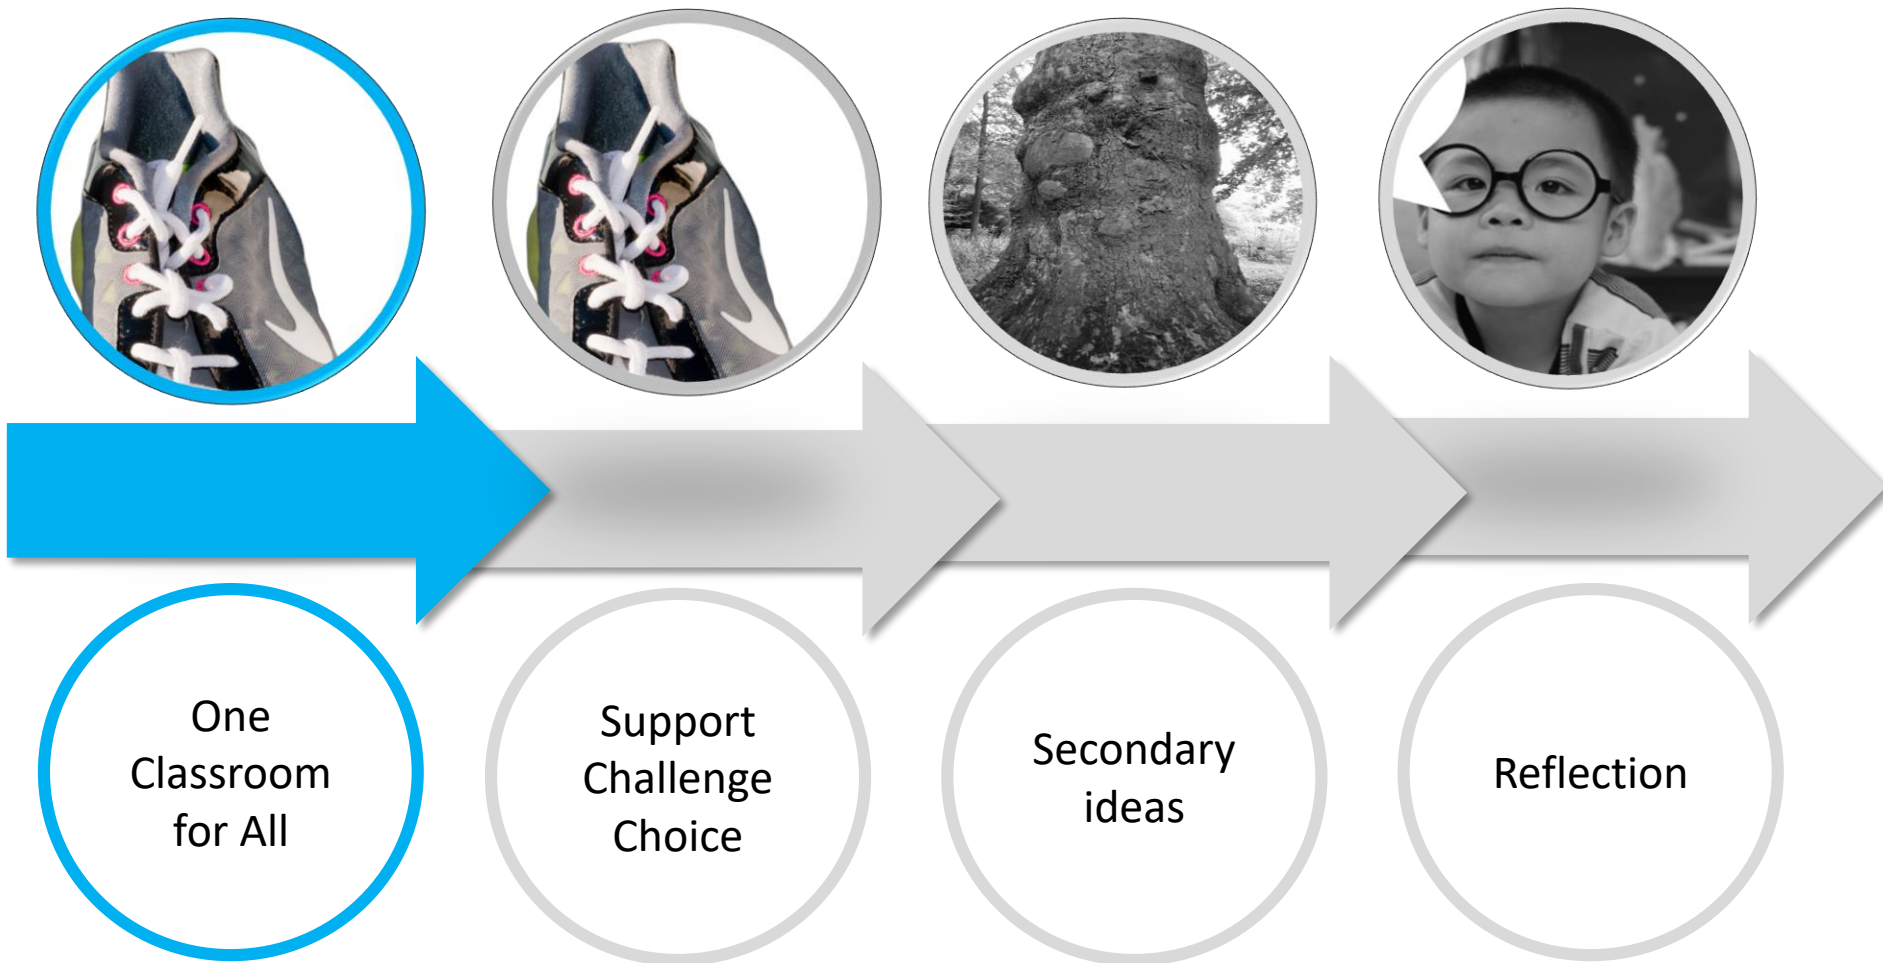 One
Classroom
for All
Support
Challenge
Choice
Secondary
ideas
Reflection